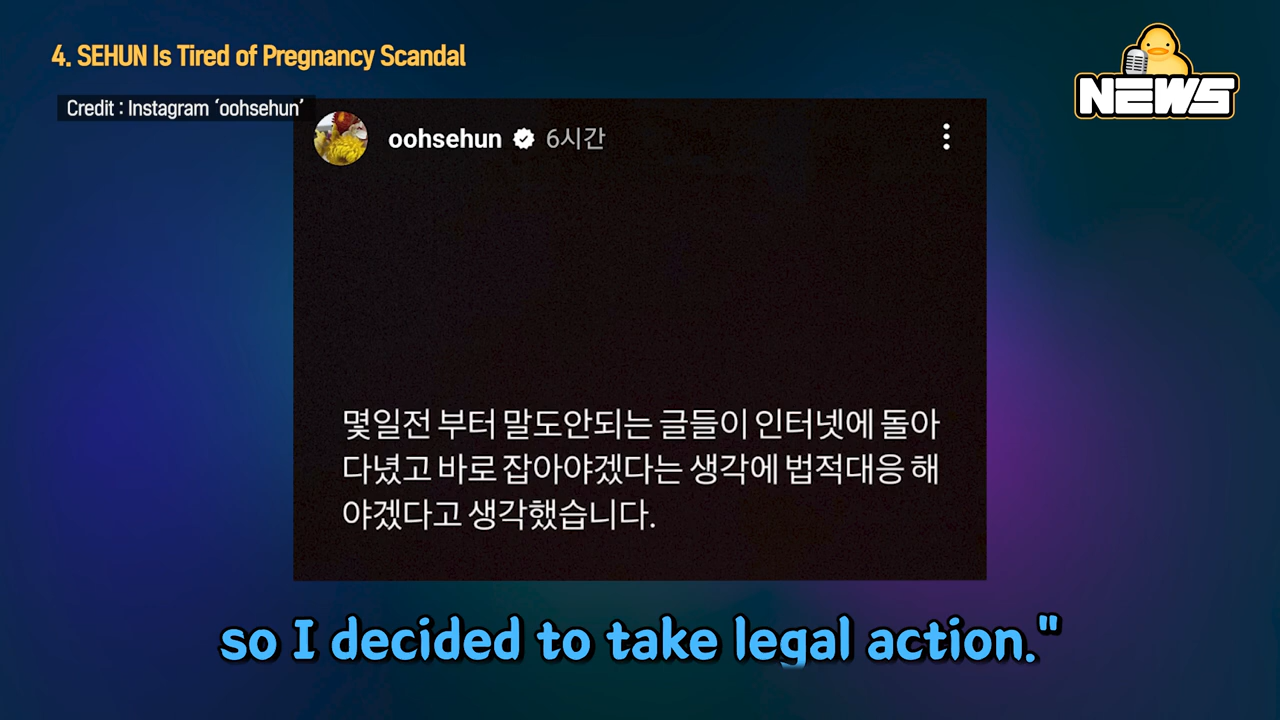 4. SEHUN Is Tired of Pregnancy Scandal
NEWS
Credit : Instagram ‘oohsehun’
oohsehun 6시간
몇일전 부터 말도안되는 글들이 인터넷에 돌아
다녔고 바로 잡아야겠다는 생각에 법적대응 해
야겠다고 생각했습니다.
so I decided to take legal action."